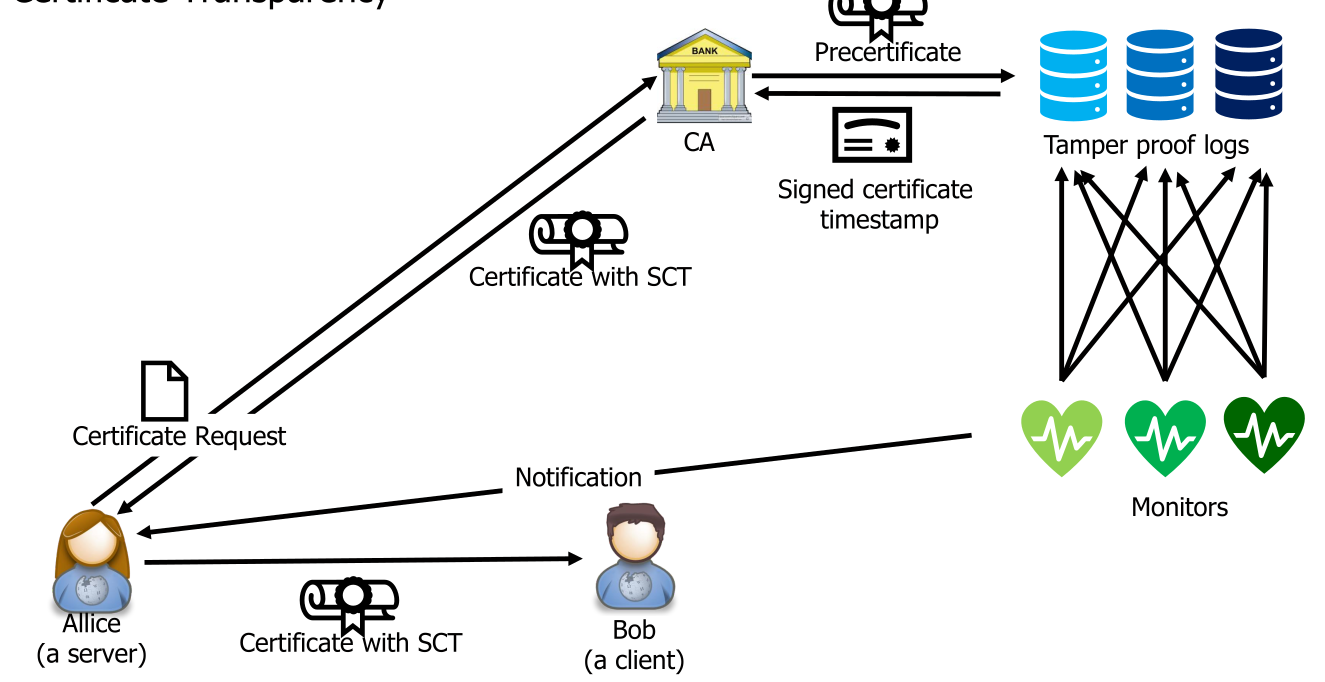 Certificate Transparency
BANK
Precertificate
CA
Tamper proof logs
Signed certificate
timestamp
Certificate with SCT
Certificate Request
Notification
Monitors
Allice
(a server)
Certificate with SCT
Bob
(a client)